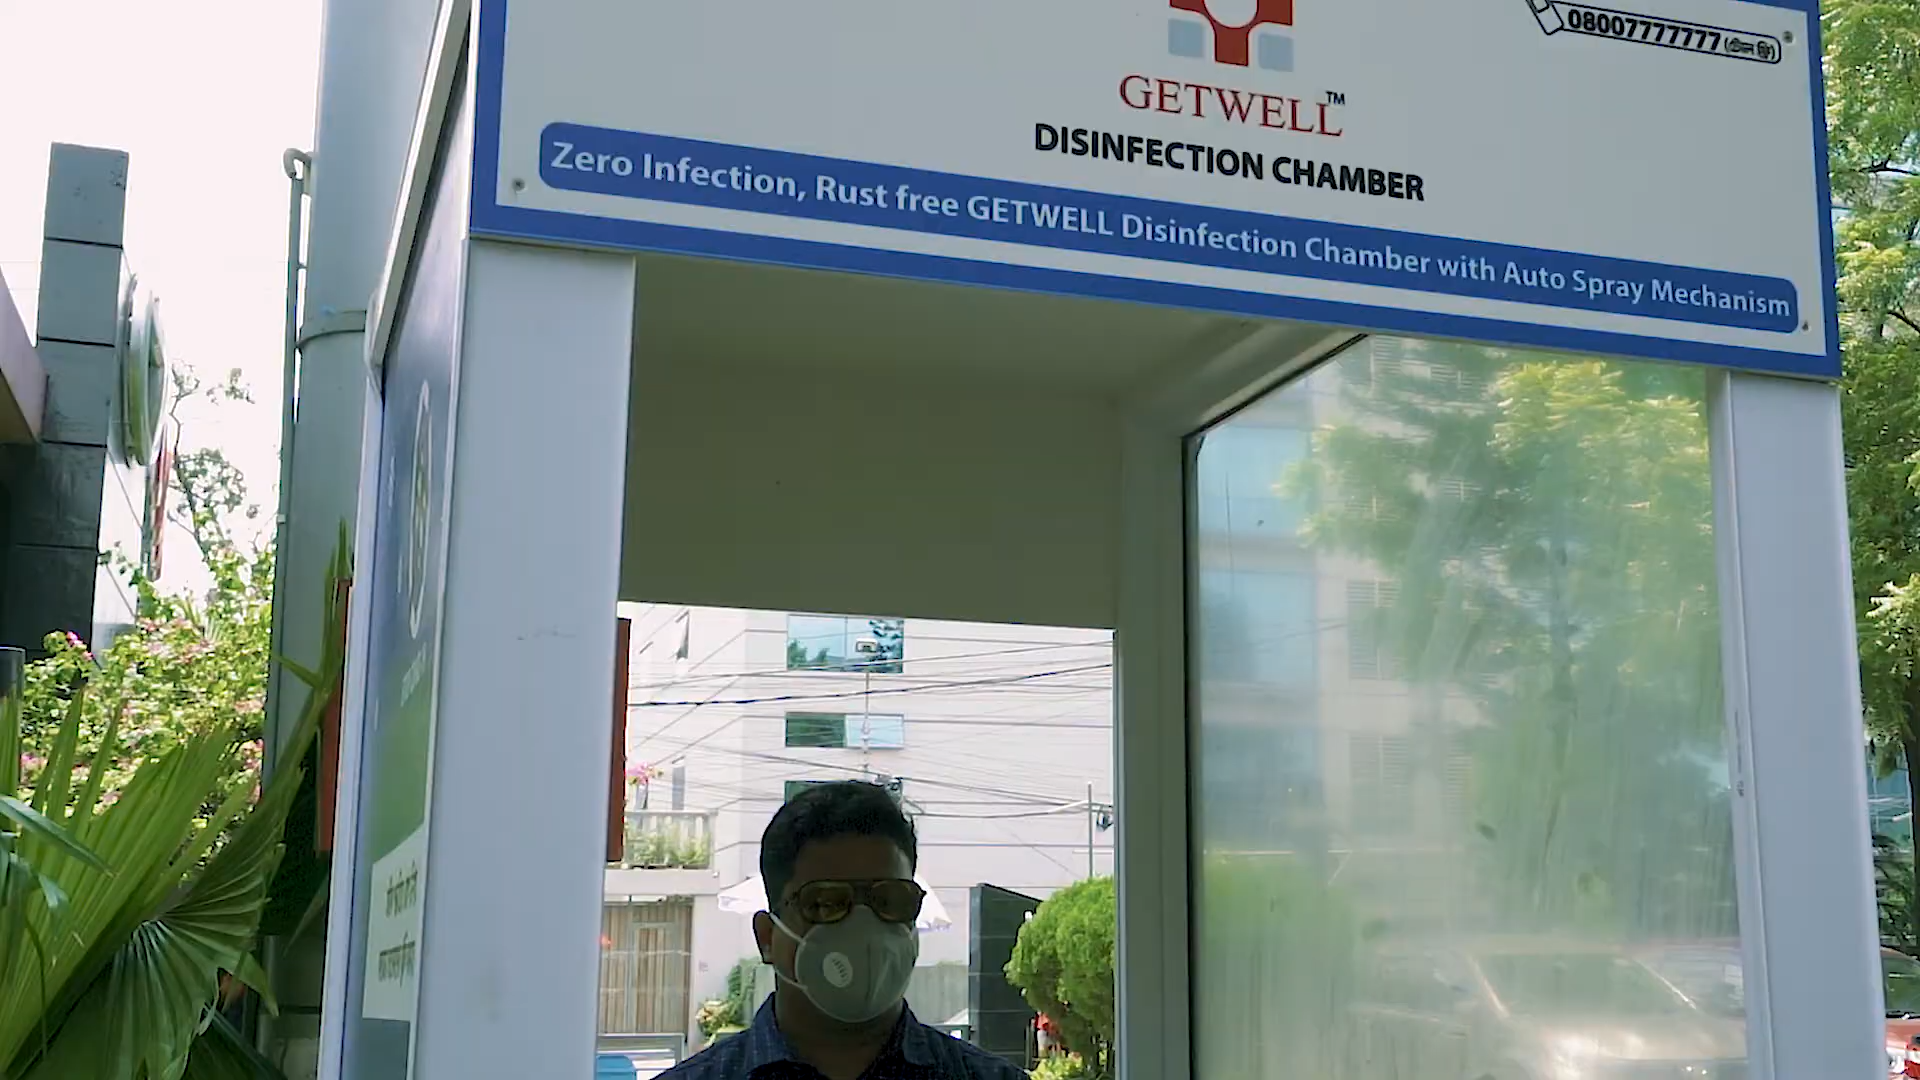 08007777777 (টোল ফ্রি)
GETWELL™
DISINFECTION CHAMBER
Zero Infection, Rust free GETWELL Disinfection Chamber with Auto Spray Mechanism